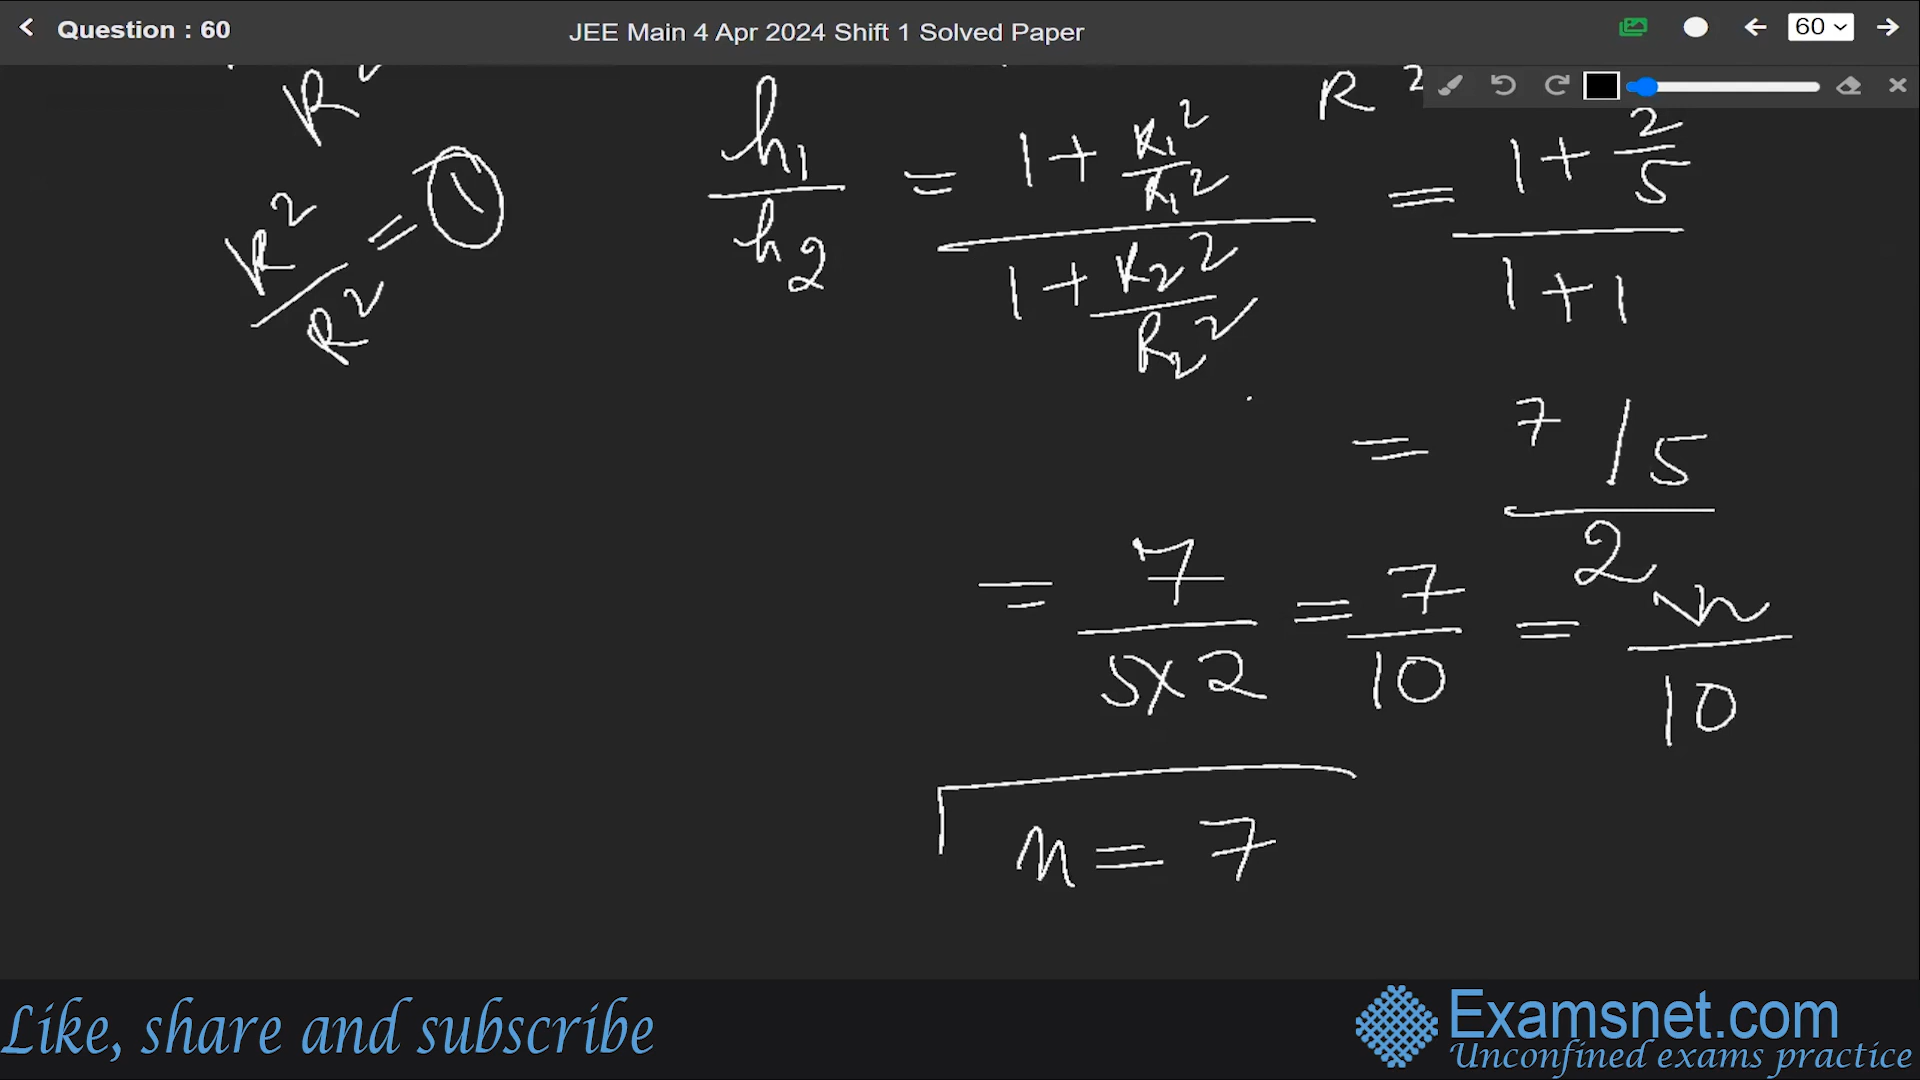 Question : 60
JEE Main 4 Apr 2024 Shift 1 Solved Paper
60
K²
R²
K²/R² = 1
h1/h2 = (1 + K1²/R1²)/(1 + K2²/R2²) = (1 + 2/5)/(1 + 1)
= (7/5)/2
= 7/(5×2) = 7/10 = n/10
n = 7
Like, share and subscribe
Examsnet.com
Unconfined exams practice